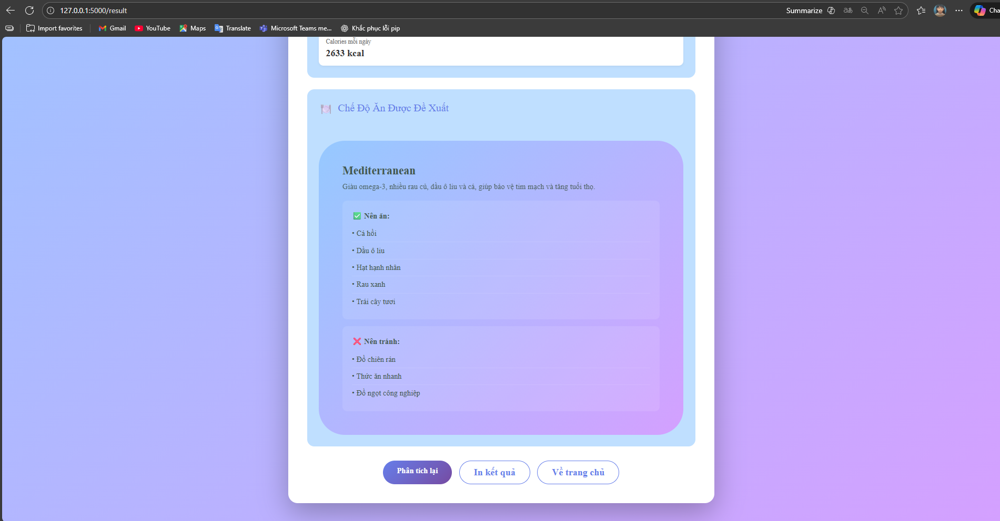 127.0.0.1:5000/result
Summarize
Cha
Import favorites
Gmail
YouTube
Maps
Translate
Microsoft Teams me...
Khắc phục lỗi pip
Calories mỗi ngày
2633 kcal
Chế Độ Ăn Được Đề Xuất
Mediterranean
Giàu omega-3, nhiều rau củ, dầu ô liu và cá, giúp bảo vệ tim mạch và tăng tuổi thọ.
✅ Nên ăn:
• Cá hồi
• Dầu ô liu
• Hạt hạnh nhân
• Rau xanh
• Trái cây tươi
❌ Nên tránh:
• Đồ chiên rán
• Thức ăn nhanh
• Đồ ngọt công nghiệp
Phân tích lại
In kết quả
Về trang chủ